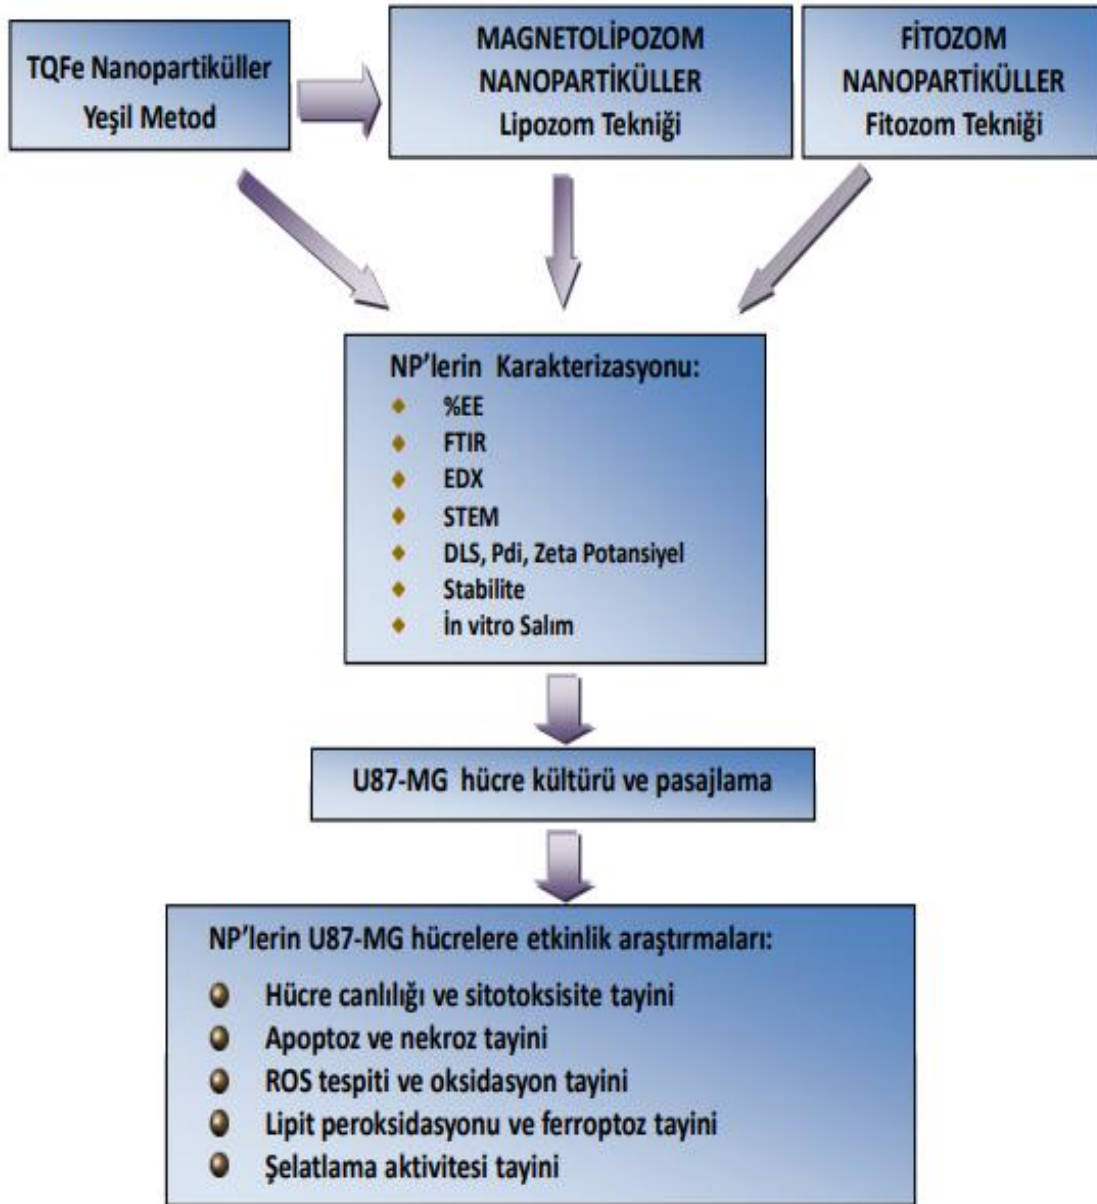 TQFe Nanopartiküller
Yeşil Metod
MAGNETOLİPOZOM
NANOPARTİKÜLLER
Lipozom Tekniği
FİTOZOM
NANOPARTİKÜLLER
Fitozom Tekniği
NP'lerin Karakterizasyonu:
%EE
FTIR
EDX
STEM
DLS, Pdi, Zeta Potansiyel
Stabilite
İn vitro Salım
U87-MG hücre kültürü ve pasajlama
NP'lerin U87-MG hücrelere etkinlik araştırmaları:
Hücre canlılığı ve sitotoksisite tayini
Apoptoz ve nekroz tayini
ROS tespiti ve oksidasyon tayini
Lipit peroksidasyonu ve ferroptoz tayini
Şelatlama aktivitesi tayini